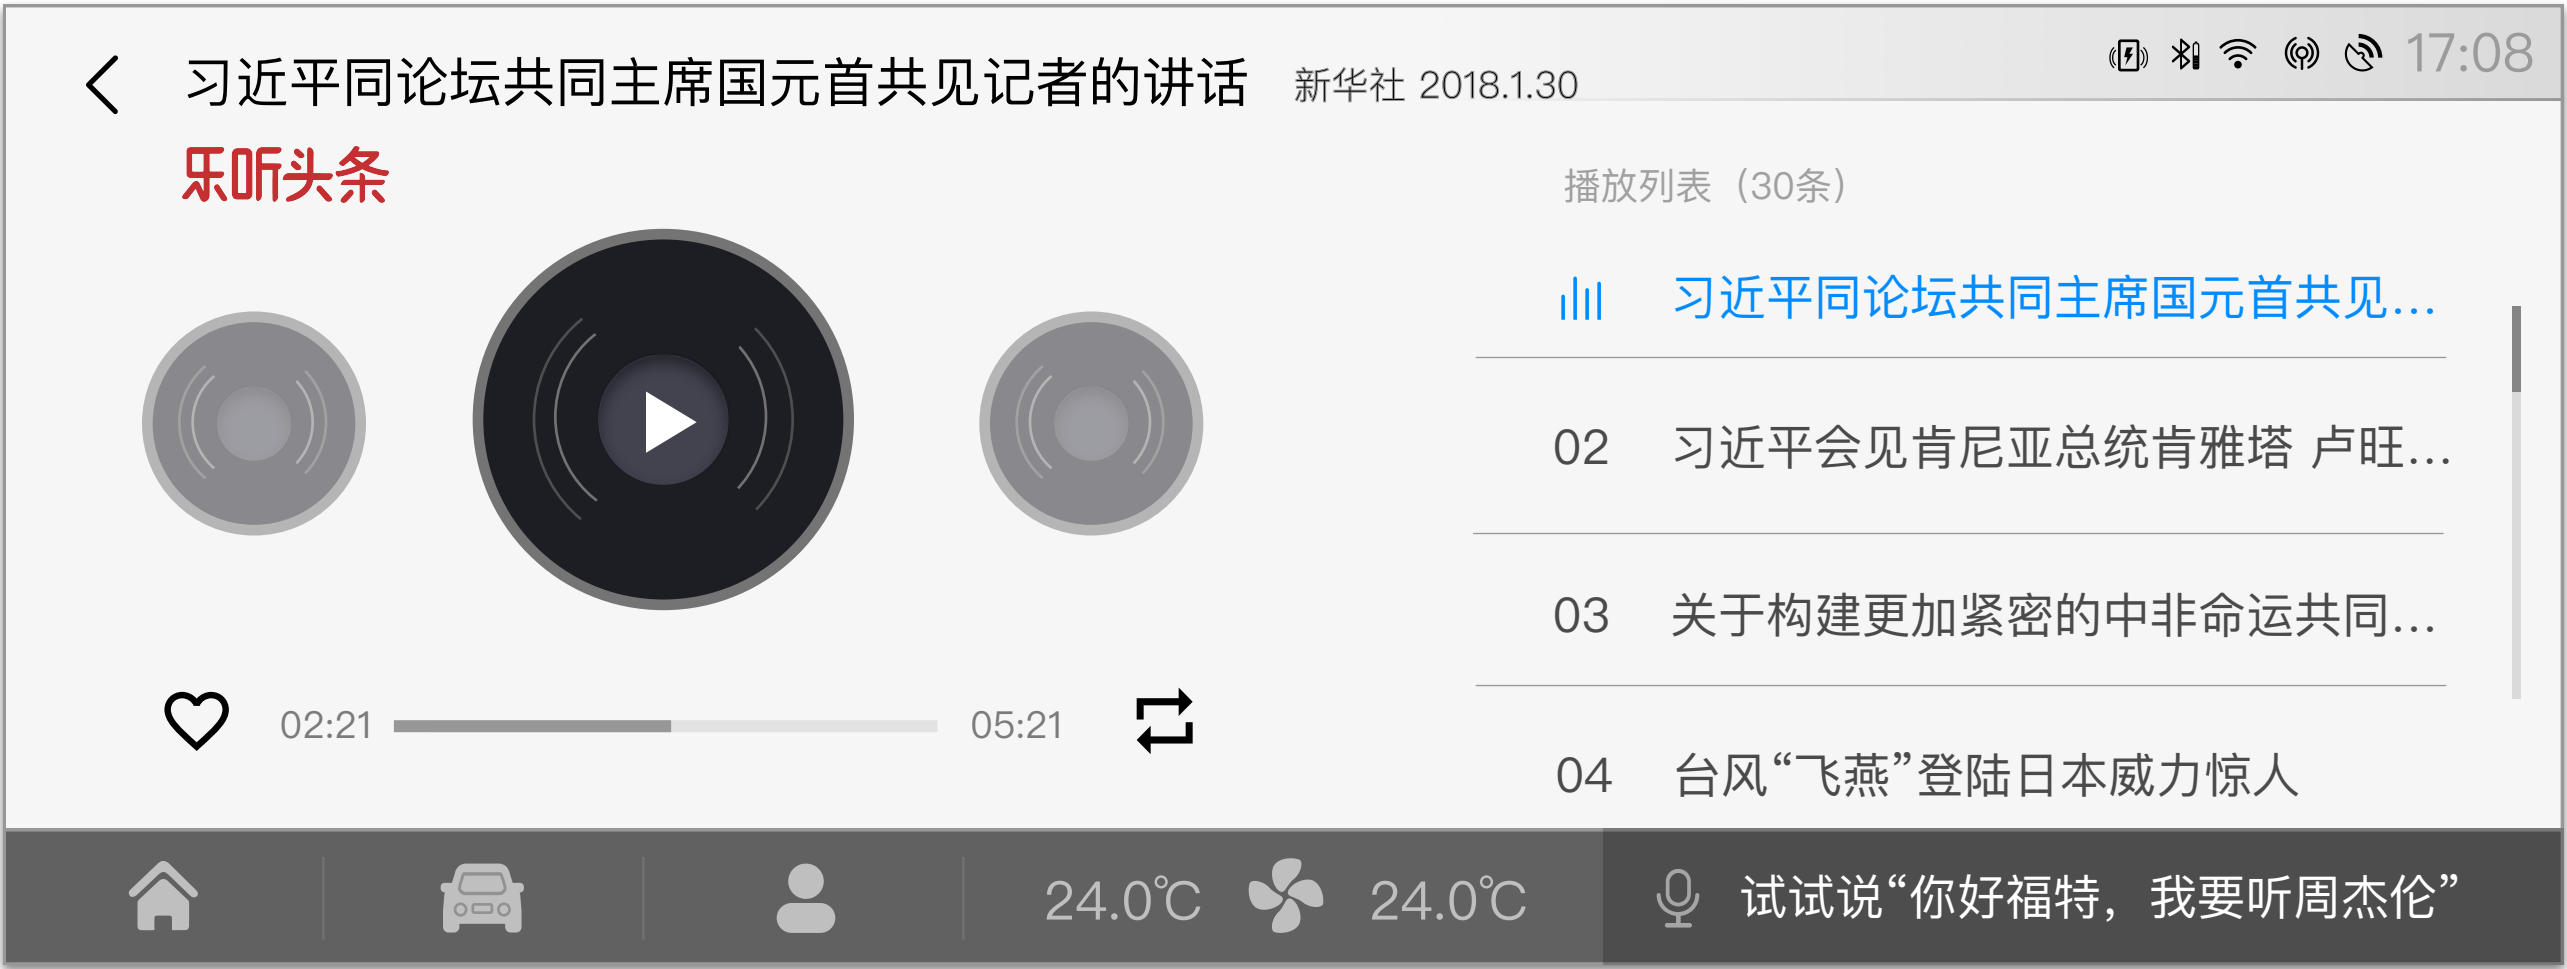 习近平同论坛共同主席国元首共见记者的讲话 新华社 2018.1.30
17:08
乐听头条
播放列表（30条）
习近平同论坛共同主席国元首共见...
02 习近平会见肯尼亚总统肯雅塔 卢旺...
03 关于构建更加紧密的中非命运共同...
04 台风“飞燕”登陆日本威力惊人
02:21 05:21
24.0℃ 24.0℃
试试说“你好福特，我要听周杰伦”